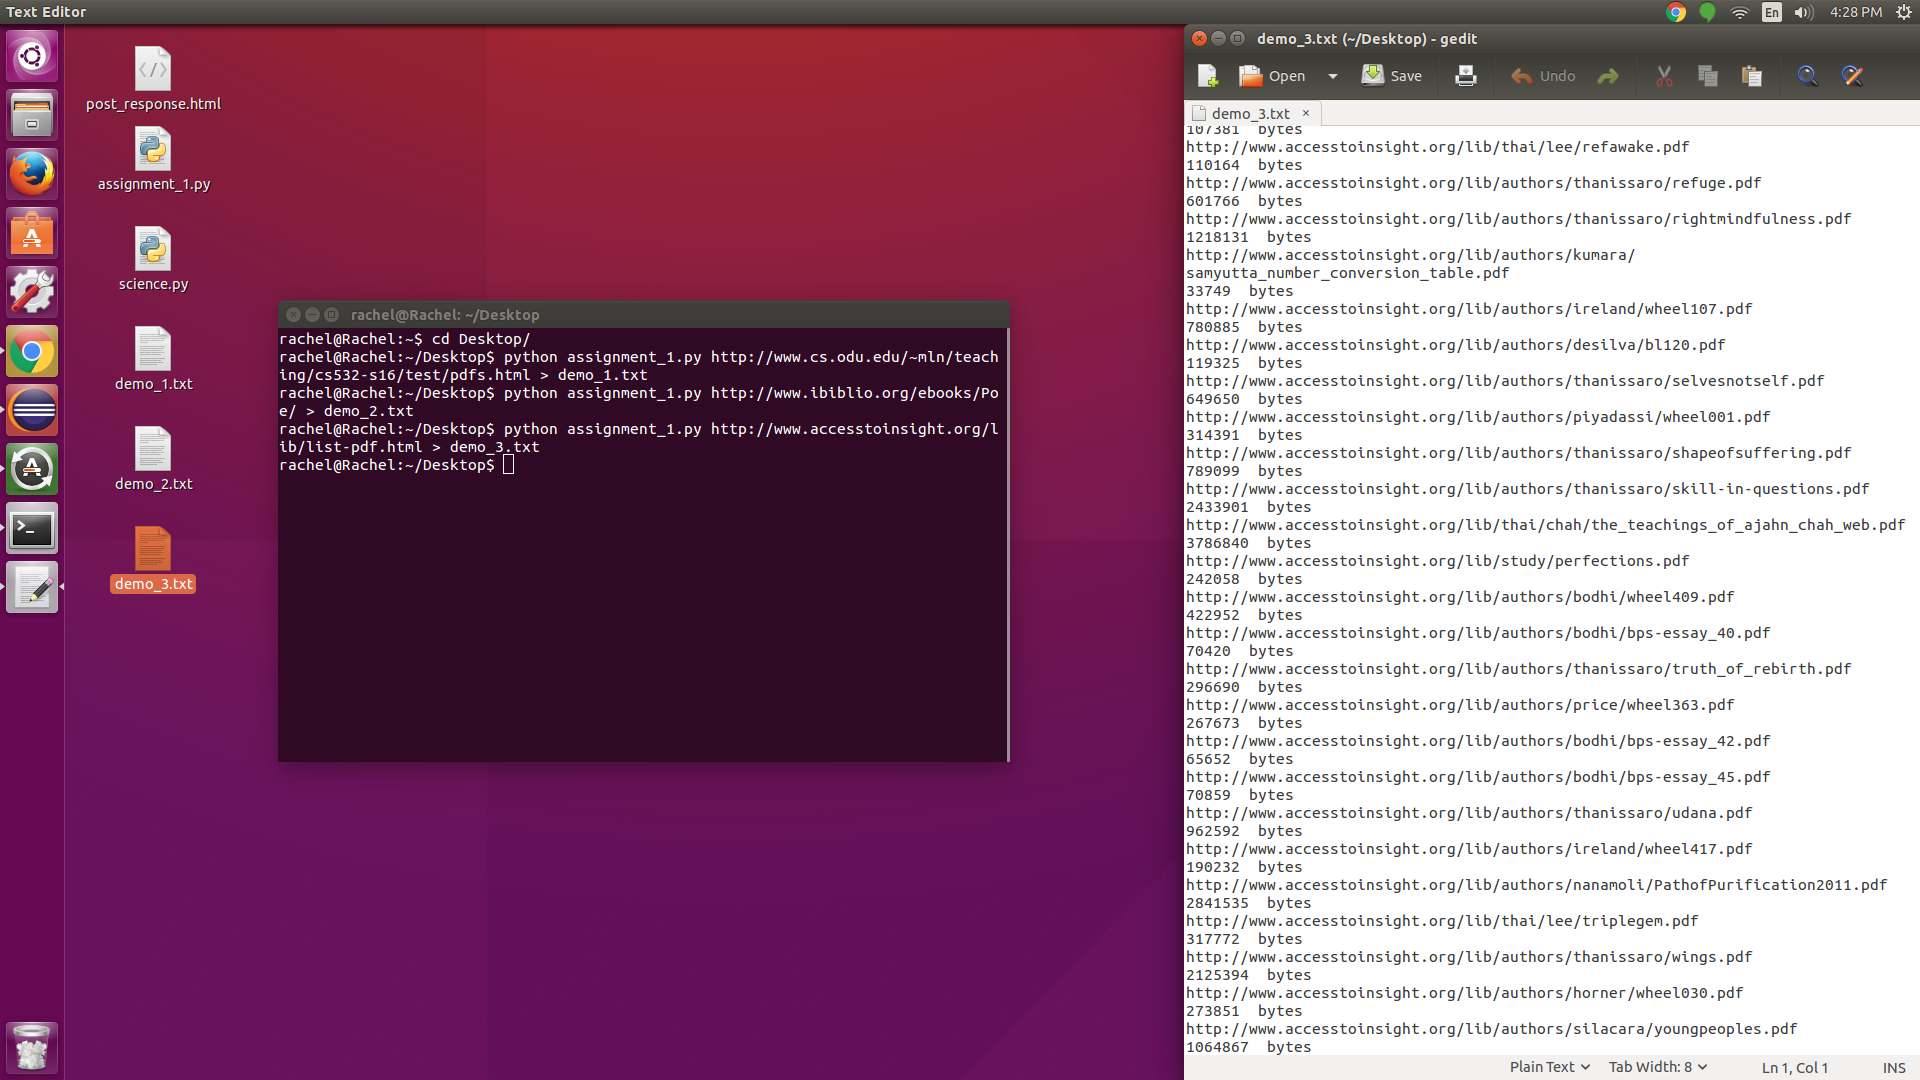 Text Editor
En
4:28 PM
post_response.html
assignment_1.py
science.py
demo_1.txt
demo_2.txt
demo_3.txt
rachel@Rachel: ~/Desktop
rachel@Rachel:~$ cd Desktop/
rachel@Rachel:~/Desktop$ python assignment_1.py http://www.cs.odu.edu/~mln/teach
ing/cs532-s16/test/pdfs.html > demo_1.txt
rachel@Rachel:~/Desktop$ python assignment_1.py http://www.ibiblio.org/ebooks/Po
e/ > demo_2.txt
rachel@Rachel:~/Desktop$ python assignment_1.py http://www.accesstoinsight.org/l
ib/list-pdf.html > demo_3.txt
rachel@Rachel:~/Desktop$
demo_3.txt (~/Desktop) - gedit
Open Save Undo
demo_3.txt ×
107381  bytes
http://www.accesstoinsight.org/lib/thai/lee/refawake.pdf
110164  bytes
http://www.accesstoinsight.org/lib/authors/thanissaro/refuge.pdf
601766  bytes
http://www.accesstoinsight.org/lib/authors/thanissaro/rightmindfulness.pdf
1218131  bytes
http://www.accesstoinsight.org/lib/authors/kumara/
samyutta_number_conversion_table.pdf
33749  bytes
http://www.accesstoinsight.org/lib/authors/ireland/wheel107.pdf
780885  bytes
http://www.accesstoinsight.org/lib/authors/desilva/bl120.pdf
119325  bytes
http://www.accesstoinsight.org/lib/authors/thanissaro/selvesnotself.pdf
649650  bytes
http://www.accesstoinsight.org/lib/authors/piyadassi/wheel001.pdf
314391  bytes
http://www.accesstoinsight.org/lib/authors/thanissaro/shapeofsuffering.pdf
789099  bytes
http://www.accesstoinsight.org/lib/authors/thanissaro/skill-in-questions.pdf
2433901  bytes
http://www.accesstoinsight.org/lib/thai/chah/the_teachings_of_ajahn_chah_web.pdf
3786840  bytes
http://www.accesstoinsight.org/lib/study/perfections.pdf
242058  bytes
http://www.accesstoinsight.org/lib/authors/bodhi/wheel409.pdf
422952  bytes
http://www.accesstoinsight.org/lib/authors/bodhi/bps-essay_40.pdf
70420  bytes
http://www.accesstoinsight.org/lib/authors/thanissaro/truth_of_rebirth.pdf
296690  bytes
http://www.accesstoinsight.org/lib/authors/price/wheel363.pdf
267673  bytes
http://www.accesstoinsight.org/lib/authors/bodhi/bps-essay_42.pdf
65652  bytes
http://www.accesstoinsight.org/lib/authors/bodhi/bps-essay_45.pdf
70859  bytes
http://www.accesstoinsight.org/lib/authors/thanissaro/udana.pdf
962592  bytes
http://www.accesstoinsight.org/lib/authors/ireland/wheel417.pdf
190232  bytes
http://www.accesstoinsight.org/lib/authors/nanamoli/PathofPurification2011.pdf
2841535  bytes
http://www.accesstoinsight.org/lib/thai/lee/triplegem.pdf
317772  bytes
http://www.accesstoinsight.org/lib/authors/thanissaro/wings.pdf
2125394  bytes
http://www.accesstoinsight.org/lib/authors/horner/wheel030.pdf
273851  bytes
http://www.accesstoinsight.org/lib/authors/silacara/youngpeoples.pdf
1064867  bytes
Plain Text Tab Width: 8 Ln 1, Col 1 INS